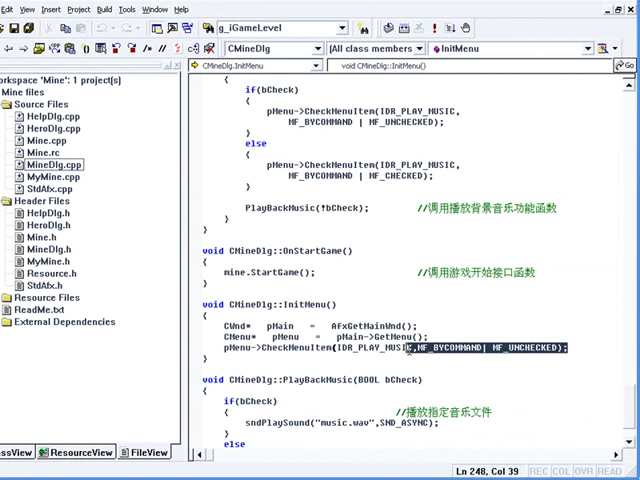 Edit View Insert Project Build Tools Window Help
g_iGameLevel
CMineDlg (All class members) InitMenu
CMineDlg.InitMenu void CMineDlg::InitMenu() Go
orkspace 'Mine': 1 project(s)
Mine files
Source Files
HelpDlg.cpp
HeroDlg.cpp
Mine.cpp
Mine.rc
MineDlg.cpp
MyMine.cpp
StdAfx.cpp
Header Files
HelpDlg.h
HeroDlg.h
Mine.h
MineDlg.h
MyMine.h
Resource.h
StdAfx.h
Resource Files
ReadMe.txt
External Dependencies
assView ResourceView FileView
{
if(bCheck)
{
pMenu->CheckMenuItem(IDR_PLAY_MUSIC,
MF_BYCOMMAND | MF_UNCHECKED);
}
else
{
pMenu->CheckMenuItem(IDR_PLAY_MUSIC,
MF_BYCOMMAND | MF_CHECKED);
}
PlayBackMusic(!bCheck); //调用播放背景音乐功能函数
}
}
void CMineDlg::OnStartGame()
{
mine.StartGame(); //调用游戏开始接口函数
}
void CMineDlg::InitMenu()
{
CWnd* pMain = AfxGetMainWnd();
CMenu* pMenu = pMain->GetMenu();
pMenu->CheckMenuItem(IDR_PLAY_MUSIC,MF_BYCOMMAND| MF_UNCHECKED);
}
void CMineDlg::PlayBackMusic(BOOL bCheck)
{ //播放指定音乐文件
if(bCheck)
{
sndPlaySound("music.wav",SND_ASYNC);
}
else
Ln 248, Col 39 REC COL OVR READ